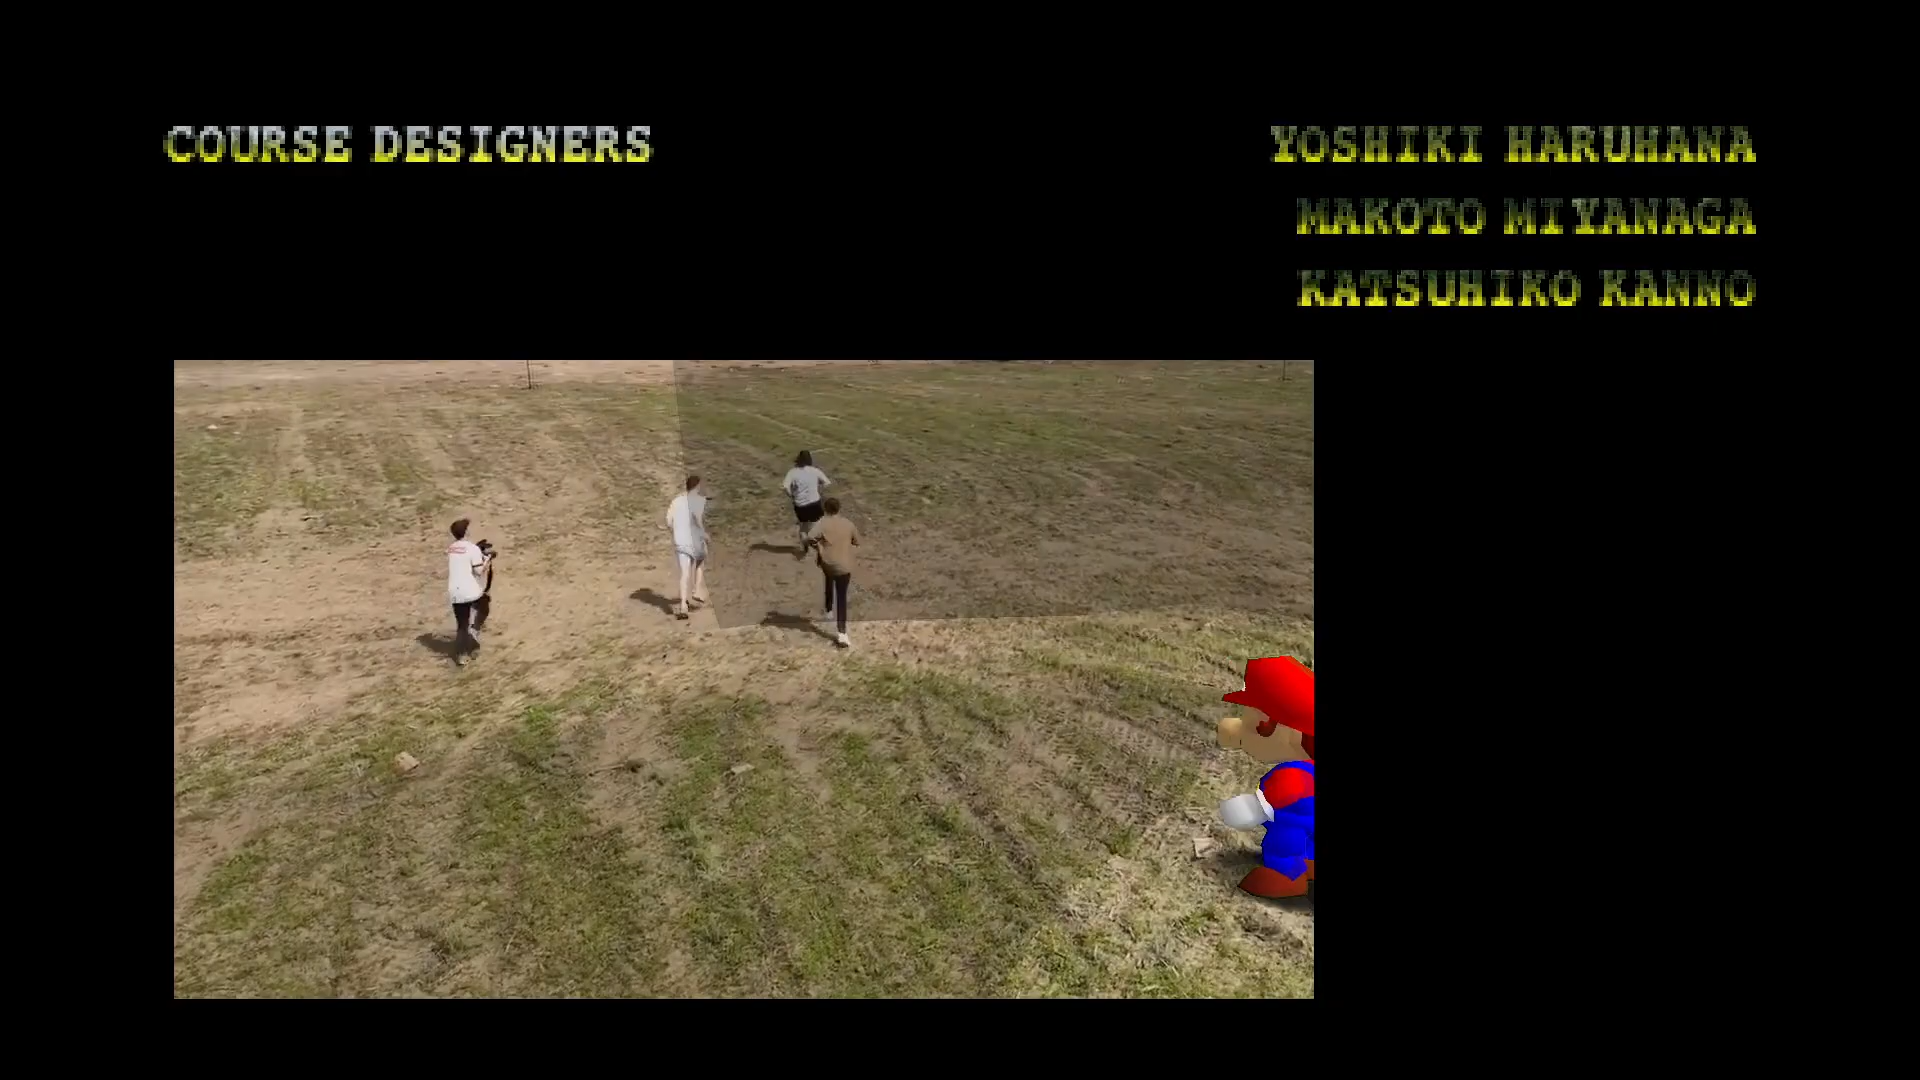 COURSE DESIGNERS
YOSHIKI HARUHANA
MAKOTO MIYANAGA
KATSUHIKO KANNO